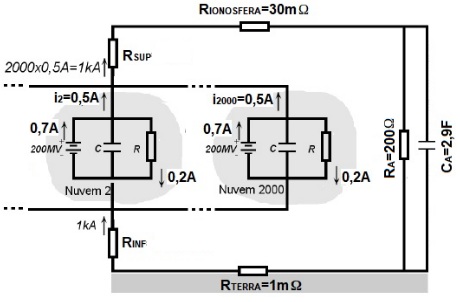 RIONOSFERA=30mΩ
RSUP
2000x0,5A=1kA
i2=0,5A
i2000=0,5A
0,7A
200MV
C
R
0,2A
Nuvem 2
0,7A
200MV
C
R
0,2A
Nuvem 2000
RA=200Ω
CA=2,9F
1kA
RINF
RTERRA=1mΩ